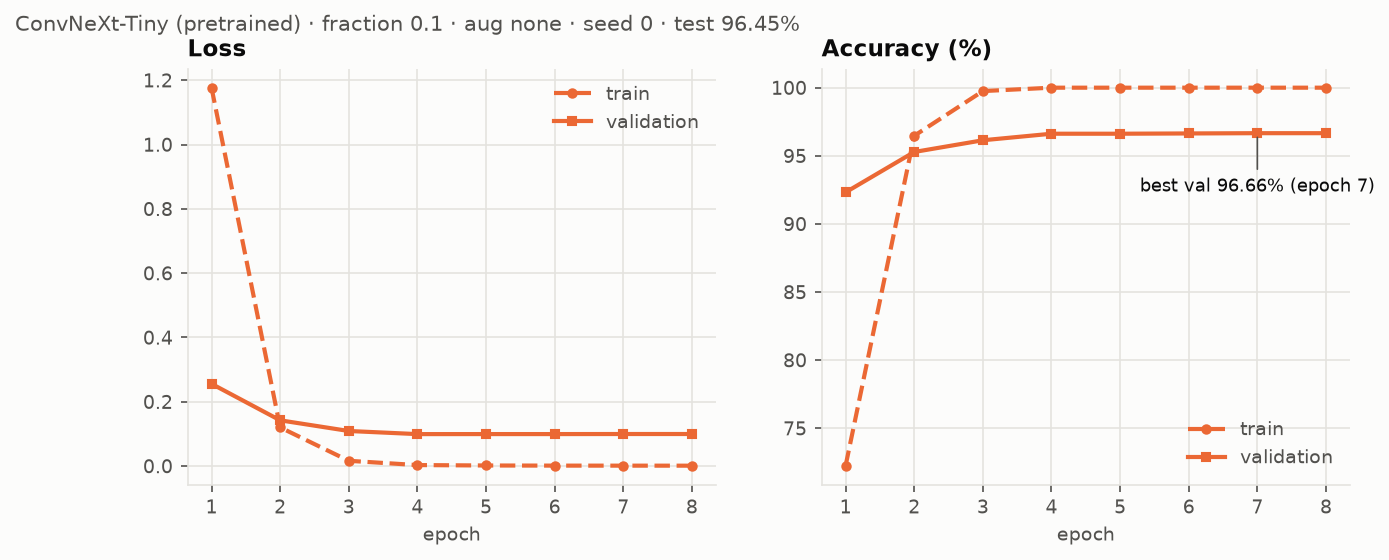 ConvNeXt-Tiny (pretrained) · fraction 0.1 · aug none · seed 0 · test 96.45%
Loss
1.2
1.0
0.8
0.6
0.4
0.2
0.0
train
validation
1 2 3 4 5 6 7 8
epoch
Accuracy (%)
100
95
90
85
80
75
best val 96.66% (epoch 7)
train
validation
1 2 3 4 5 6 7 8
epoch